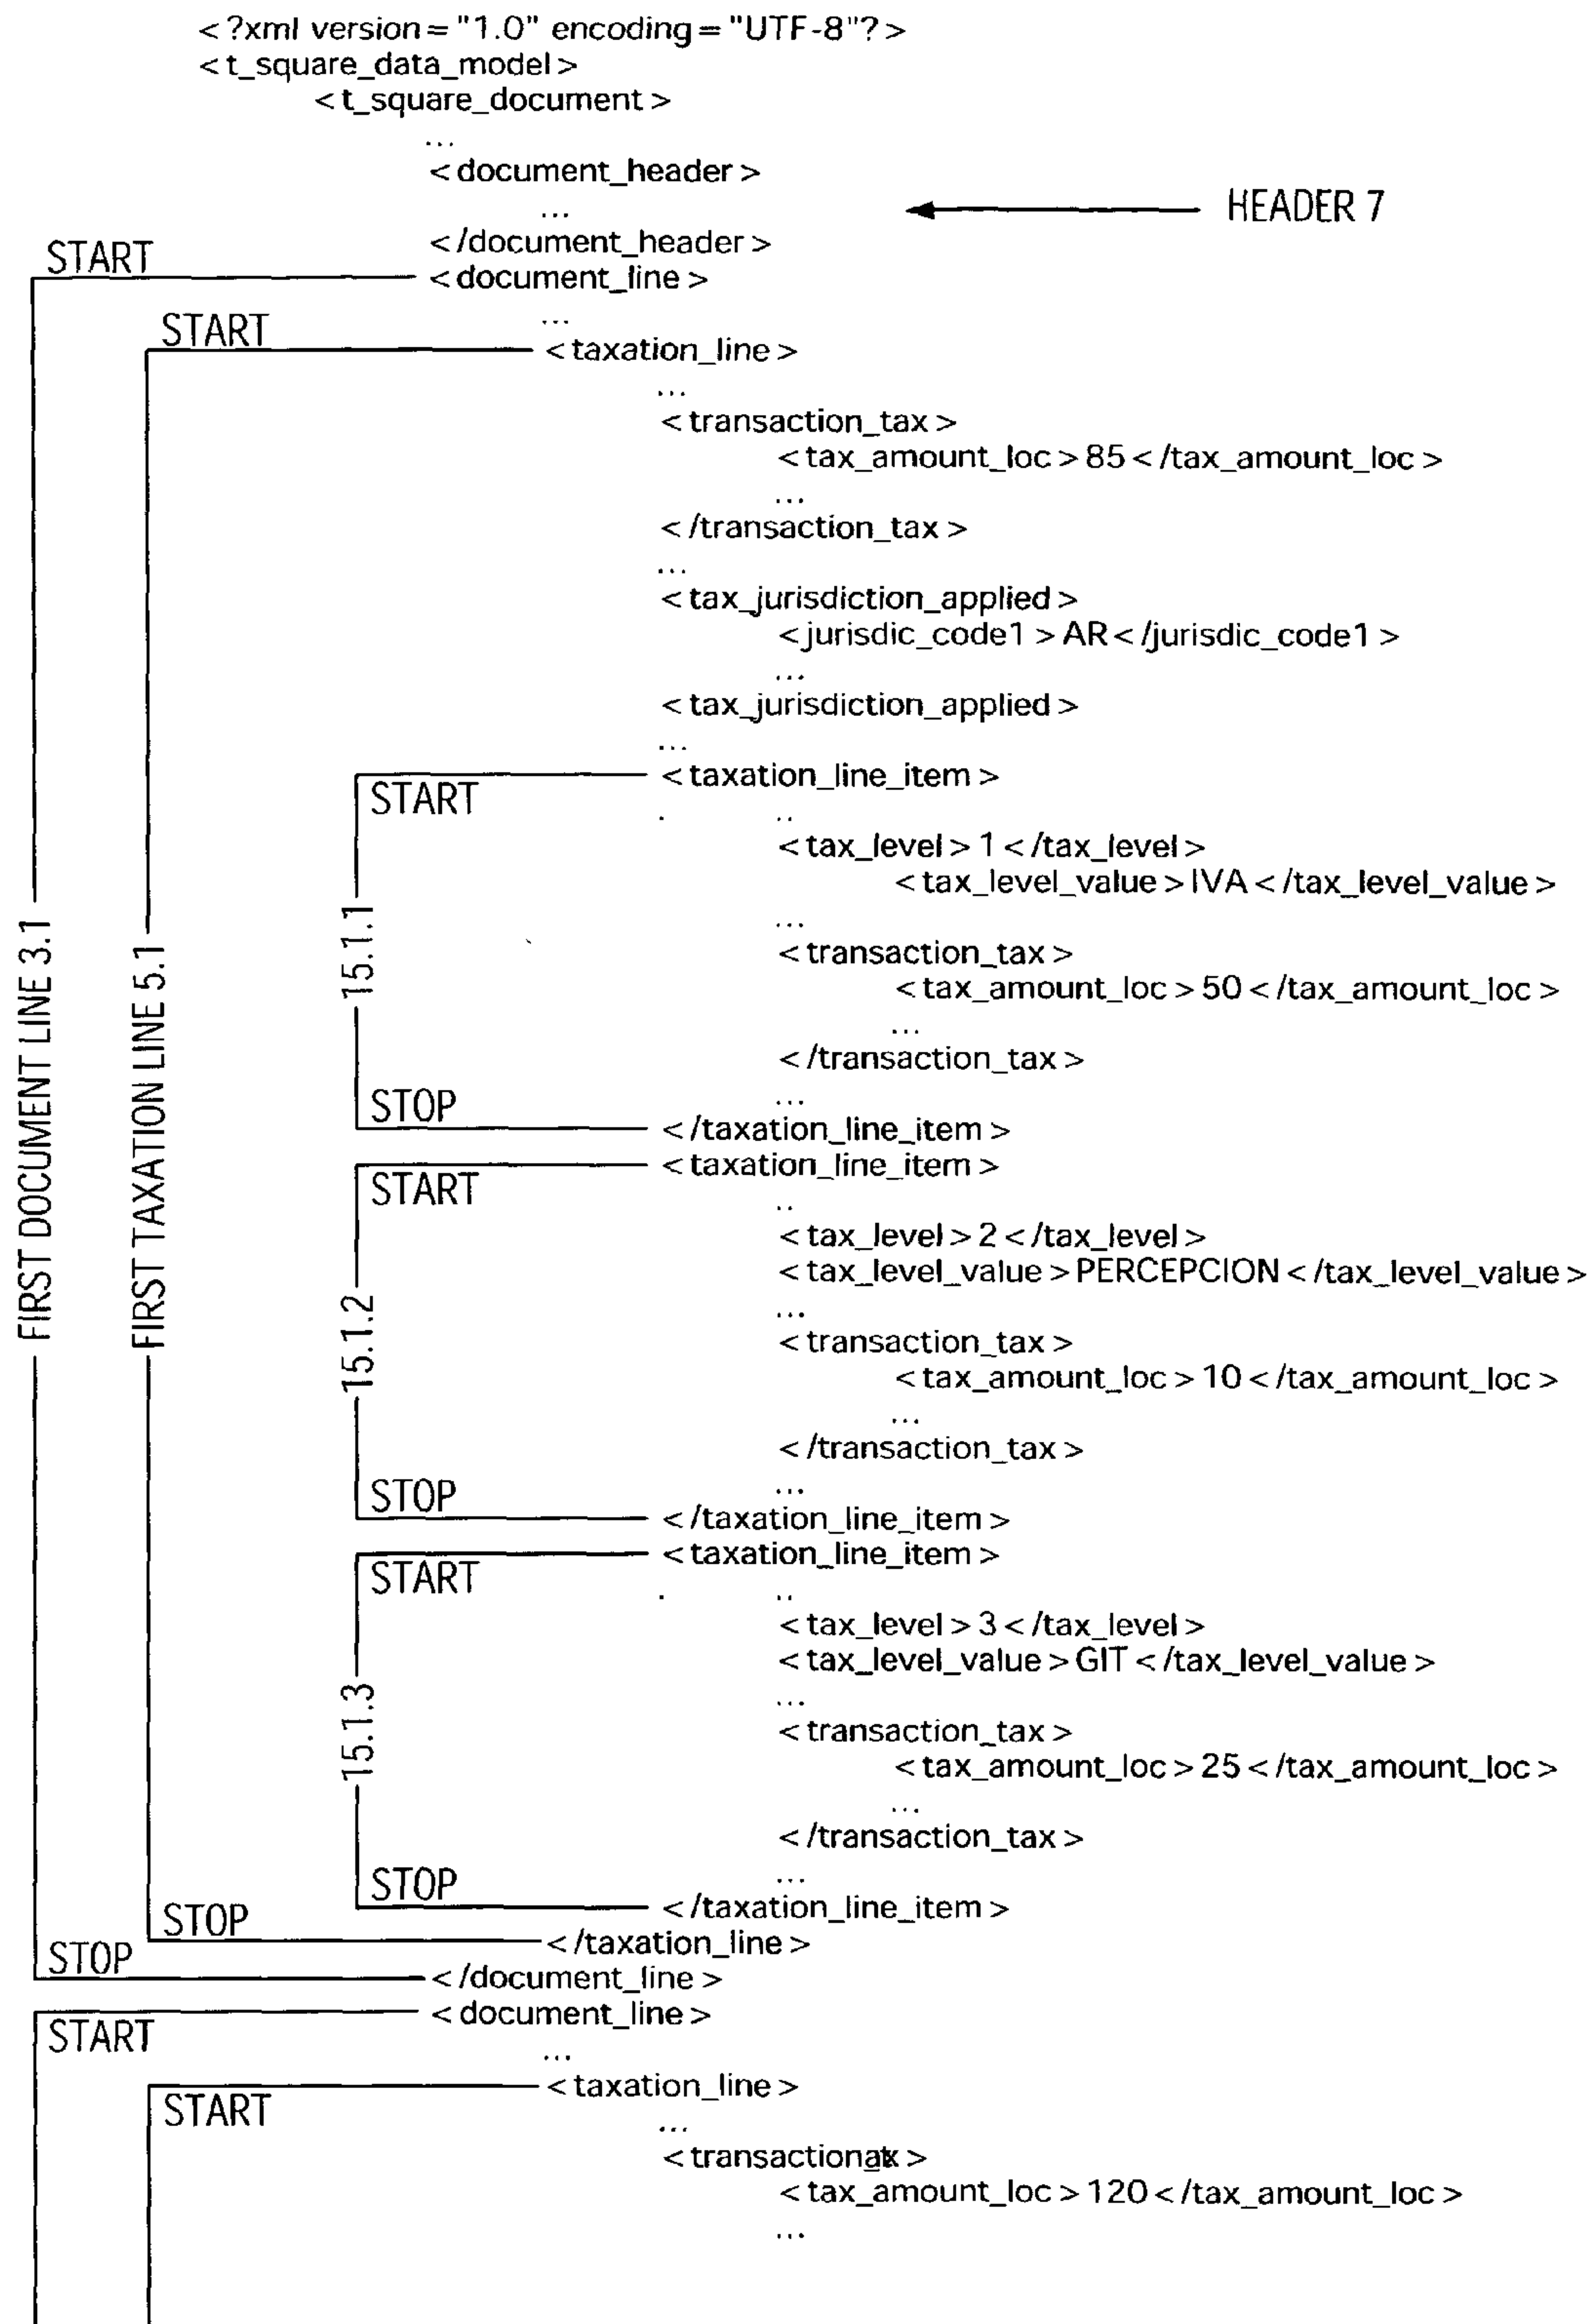 <?xml version="1.0" encoding="UTF-8"?>
<t_square_data_model>
<t_square_document>
...
<document_header>
...
HEADER 7
</document_header>
START
<document_line>
...
START
<taxation_line>
...
<transaction_tax>
<tax_amount_loc>85</tax_amount_loc>
...
</transaction_tax>
...
<tax_jurisdiction_applied>
<jurisdic_code1>AR</jurisdic_code1>
...
<tax_jurisdiction_applied>
...
<taxation_line_item>
START
. ..
<tax_level>1</tax_level>
<tax_level_value>IVA</tax_level_value>
...
<transaction_tax>
15.1.1
<tax_amount_loc>50</tax_amount_loc>
...
</transaction_tax>
STOP
...
</taxation_line_item>
FIRST DOCUMENT LINE 3.1
FIRST TAXATION LINE 5.1
<taxation_line_item>
START
..
<tax_level>2</tax_level>
<tax_level_value>PERCEPCION</tax_level_value>
...
15.1.2
<transaction_tax>
<tax_amount_loc>10</tax_amount_loc>
...
</transaction_tax>
STOP
...
</taxation_line_item>
<taxation_line_item>
START
. ..
<tax_level>3</tax_level>
<tax_level_value>GIT</tax_level_value>
...
15.1.3
<transaction_tax>
<tax_amount_loc>25</tax_amount_loc>
...
</transaction_tax>
STOP
...
</taxation_line_item>
STOP
</taxation_line>
STOP
</document_line>
<document_line>
START
...
<taxation_line>
START
...
<tax_amount_loc>120</tax_amount_loc>
...